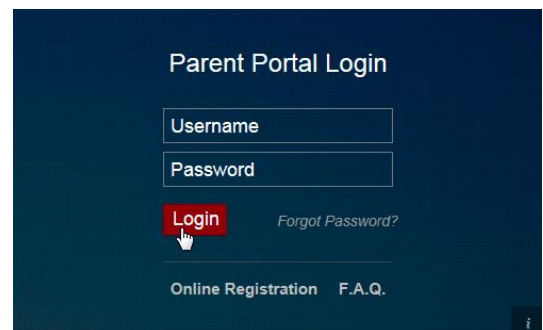 Parent Portal Login
Username
Password
Login Forgot Password?
Online Registration F.A.Q.
i